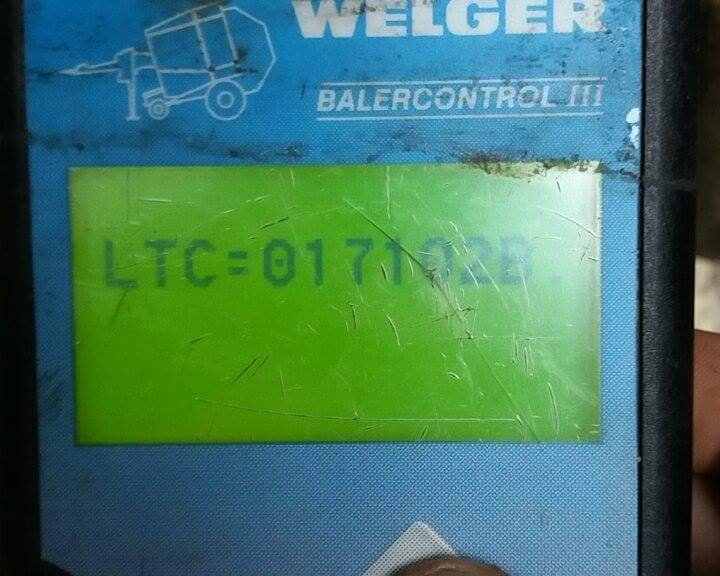 WELGER
BALERCONTROL III
LTC=017102B.